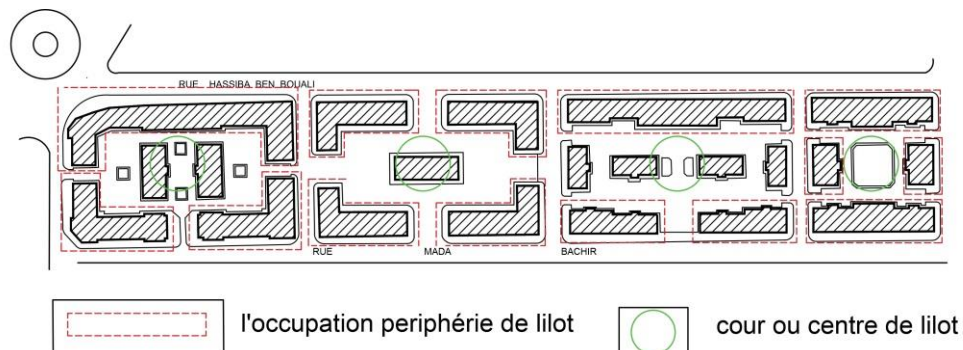 RUE HASSIBA BEN BOUALI
RUE MADA BACHIR
l'occupation periphérie de lilot
cour ou centre de lilot